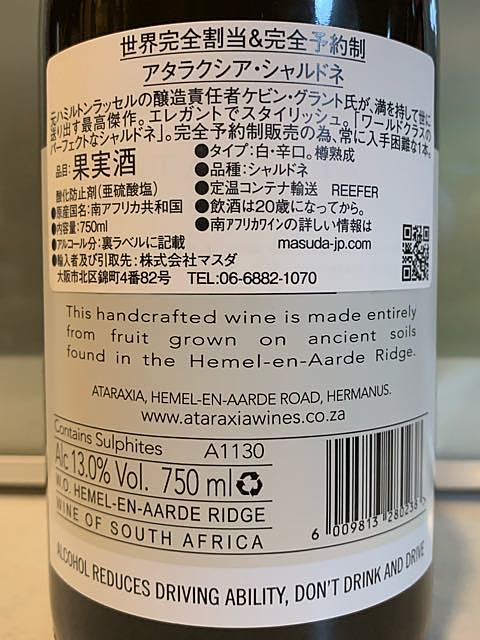 世界完全割当&完全予約制
アタラクシア・シャルドネ
元ハミルトンラッセルの醸造責任者ケビン・グラント氏が、満を持して世に
送り出す最高傑作。エレガントでスタイリッシュ。「ワールドクラスの
パーフェクトなシャルドネ」。完全予約制販売の為、常に入手困難な1本。
品目:果実酒
酸化防止剤(亜硫酸塩)
●原産国名:南アフリカ共和国
●内容量:750ml
●アルコール分:裏ラベルに記載
●輸入者及び引取先:株式会社マスダ
大阪市北区錦町4番82号 TEL:06-6882-1070
●タイプ:白・辛口。樽熟成
●品種:シャルドネ
●定温コンテナ輸送 REEFER
●飲酒は20歳になってから。
●南アフリカワインの詳しい情報は
masuda-jp.com
This handcrafted wine is made entirely
from fruit grown on ancient soils
found in the Hemel-en-Aarde Ridge.
ATARAXIA, HEMEL-EN-AARDE ROAD, HERMANUS.
www.ataraxiawines.co.za
Contains Sulphites A1130
Alc 13.0% Vol. 750 ml
W.O. HEMEL-EN-AARDE RIDGE
WINE OF SOUTH AFRICA
6 009813 280238
ALCOHOL REDUCES DRIVING ABILITY, DON'T DRINK AND DRIVE